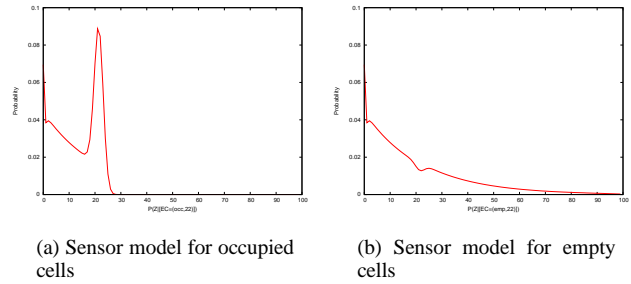 0.1
0.08
0.06
0.04
0.02
0
Probability
0 10 20 30 40 50 60 70 80 90 100
P(Z|[EC=(occ,22)])
0.1
0.08
0.06
0.04
0.02
0
Probability
0 10 20 30 40 50 60 70 80 90 100
P(Z|[EC=(emp,22)])
(a) Sensor model for occupied
cells
(b) Sensor model for empty
cells